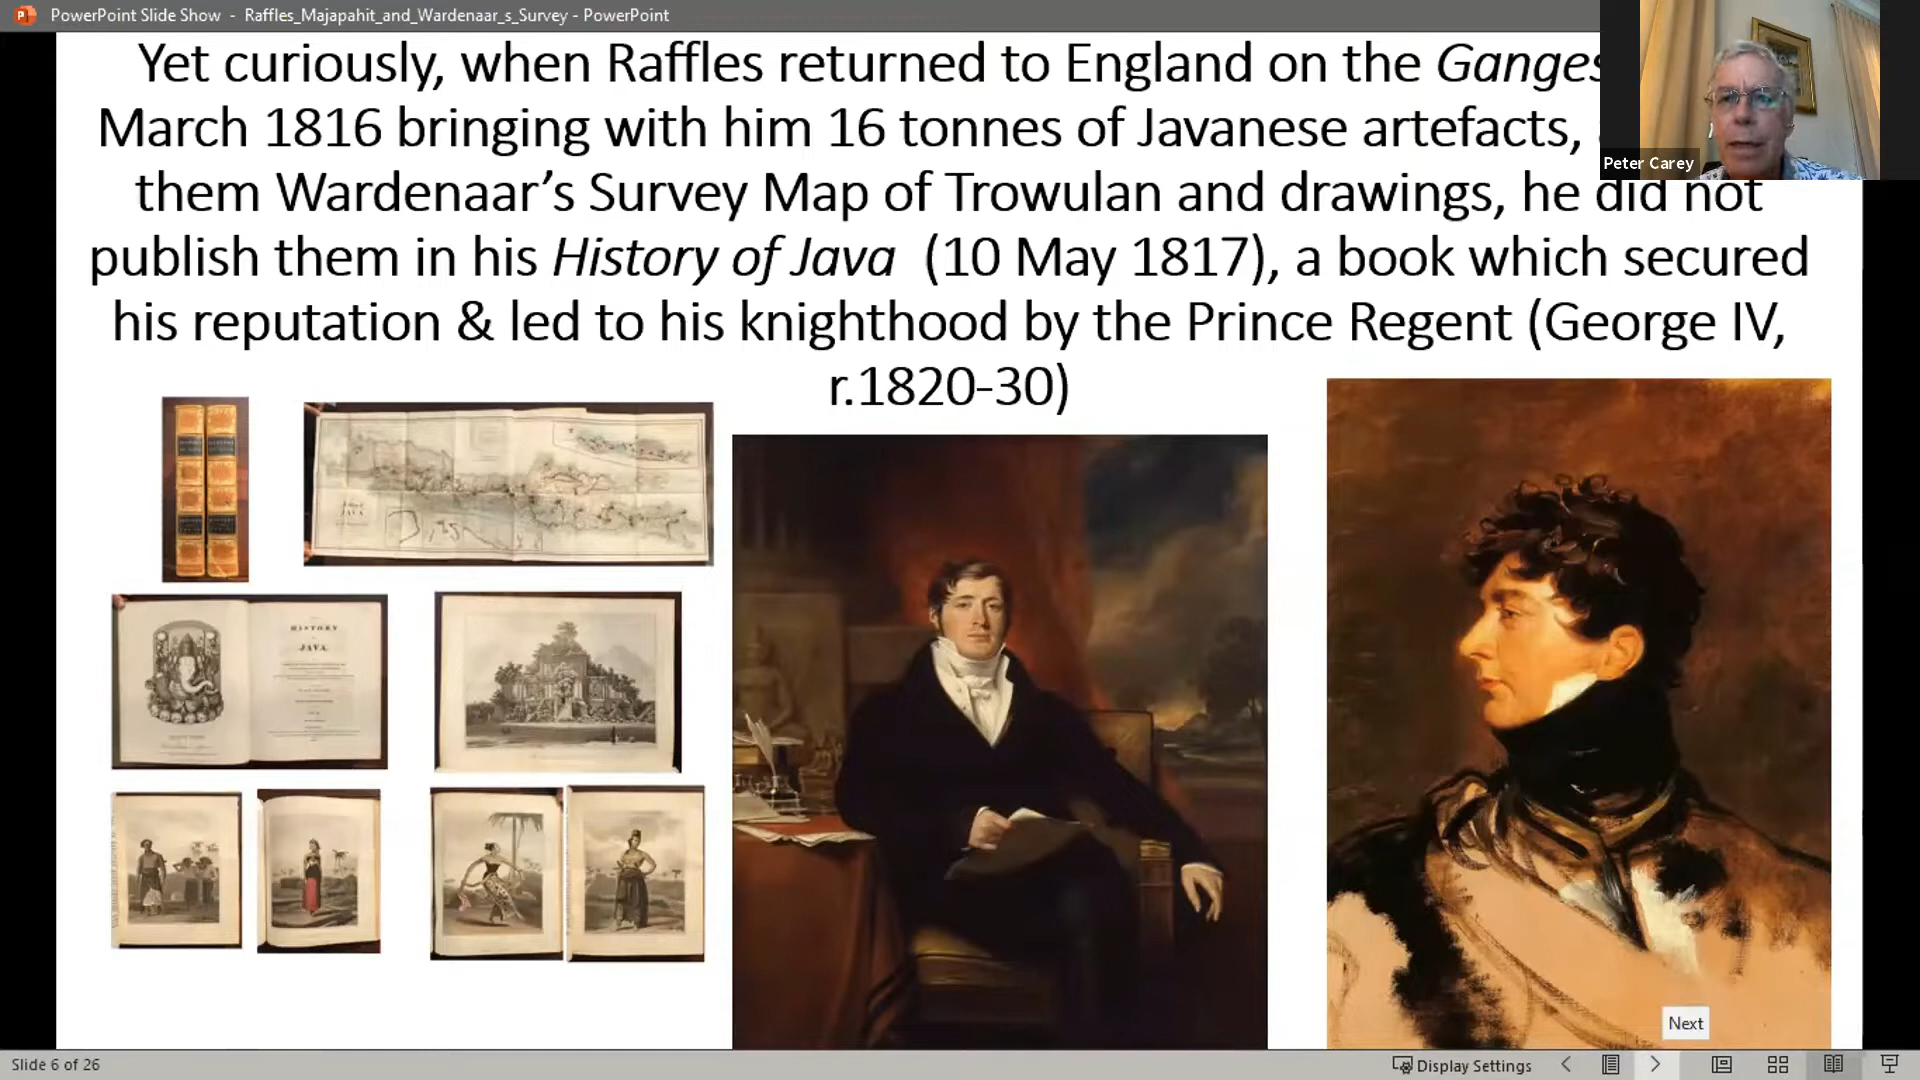 PowerPoint Slide Show - Raffles_Majapahit_and_Wardenaar_s_Survey - PowerPoint
Yet curiously, when Raffles returned to England on the Ganges
March 1816 bringing with him 16 tonnes of Javanese artefacts,
them Wardenaar’s Survey Map of Trowulan and drawings, he did not
publish them in his History of Java (10 May 1817), a book which secured
his reputation & led to his knighthood by the Prince Regent (George IV,
r.1820-30)
Peter Carey
JAVA
HISTORY
JAVA.
Next
Slide 6 of 26
Display Settings